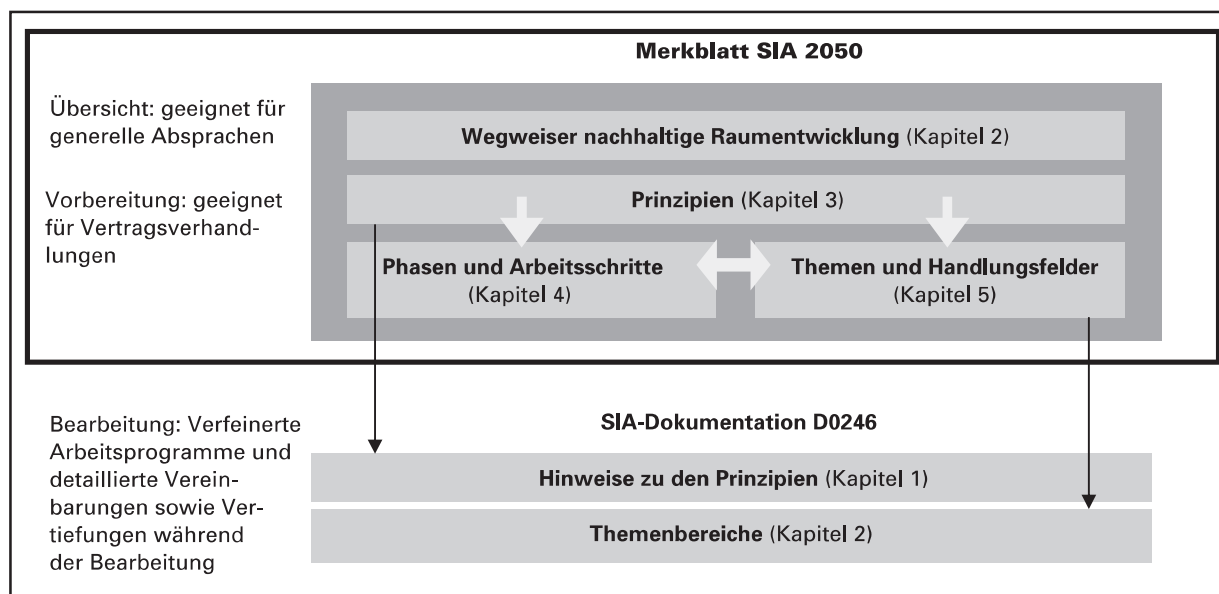 Merkblatt SIA 2050
Übersicht: geeignet für
generelle Absprachen
Wegweiser nachhaltige Raumentwicklung (Kapitel 2)
Vorbereitung: geeignet
für Vertragsverhand-
lungen
Prinzipien (Kapitel 3)
Phasen und Arbeitsschritte
(Kapitel 4)
Themen und Handlungsfelder
(Kapitel 5)
Bearbeitung: Verfeinerte
Arbeitsprogramme und
detaillierte Verein-
barungen sowie Ver-
tiefungen während
der Bearbeitung
SIA-Dokumentation D0246
Hinweise zu den Prinzipien (Kapitel 1)
Themenbereiche (Kapitel 2)